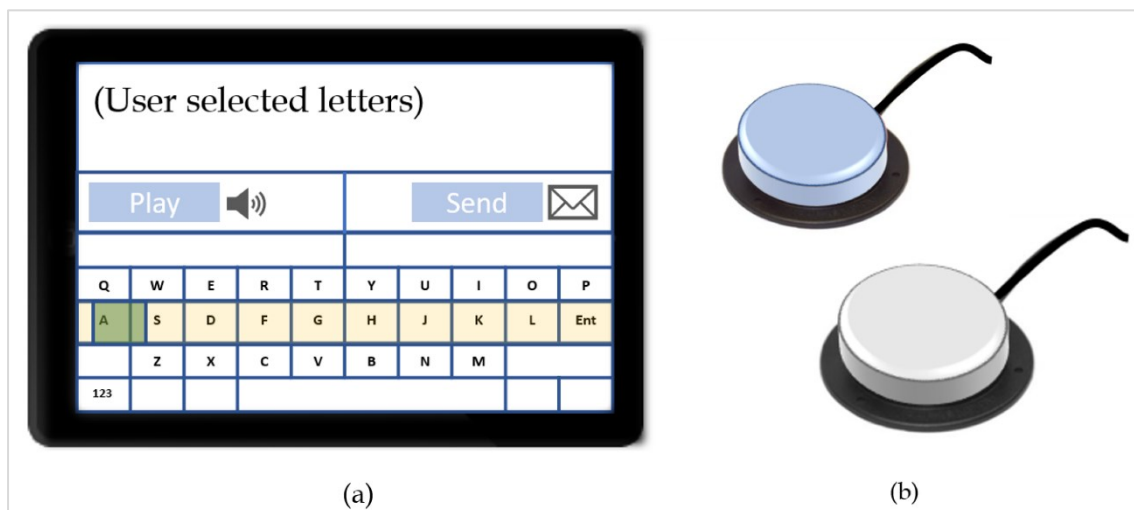 (User selected letters)
Play Send
Q W E R T Y U I O P
A S D F G H J K L Ent
Z X C V B N M
123
(a) (b)